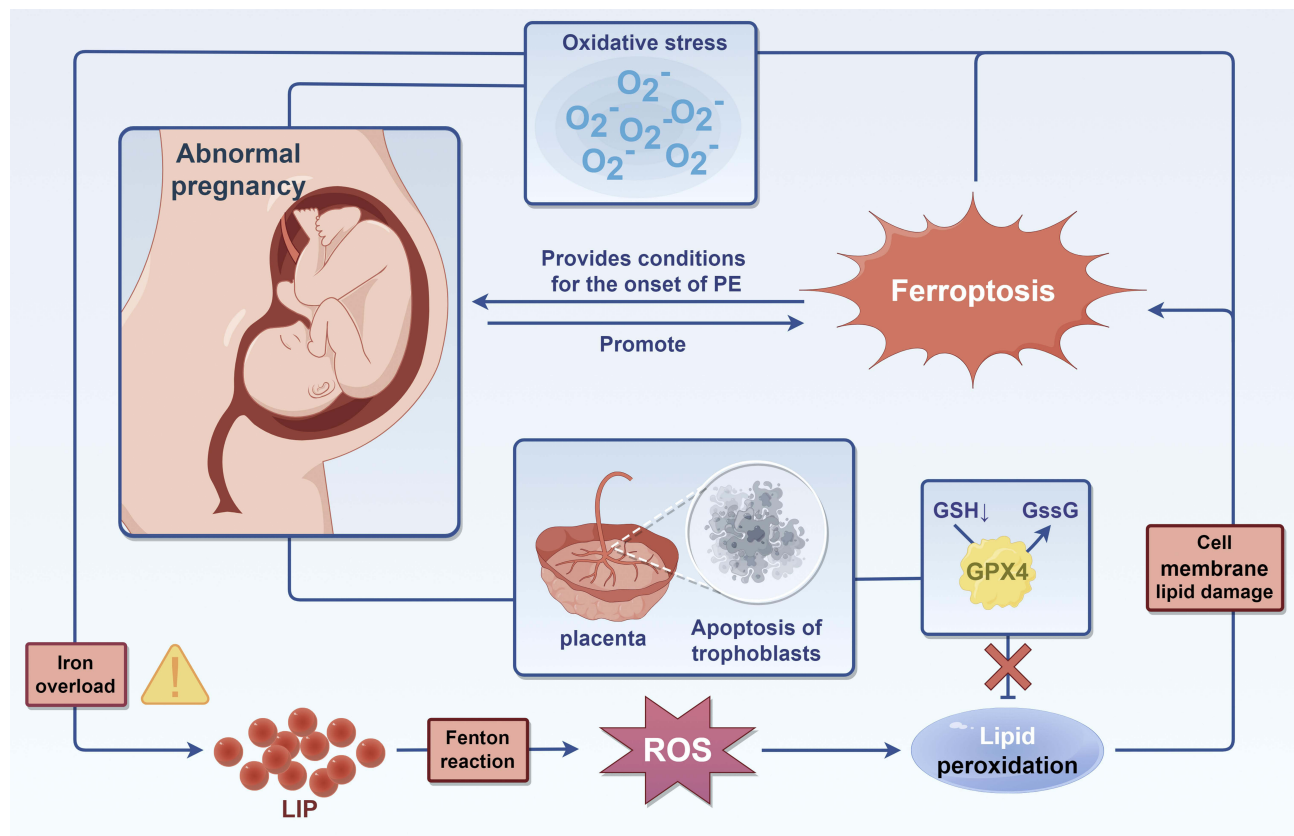 Oxidative stress
O2-
O2-
O2-
O2-
O2-
O2-
Abnormal
pregnancy
Provides conditions
for the onset of PE
Promote
Ferroptosis
placenta
Apoptosis of
trophoblasts
GSH↓
GssG
GPX4
Cell
membrane
lipid damage
Iron
overload
!
LIP
Fenton
reaction
ROS
Lipid
peroxidation